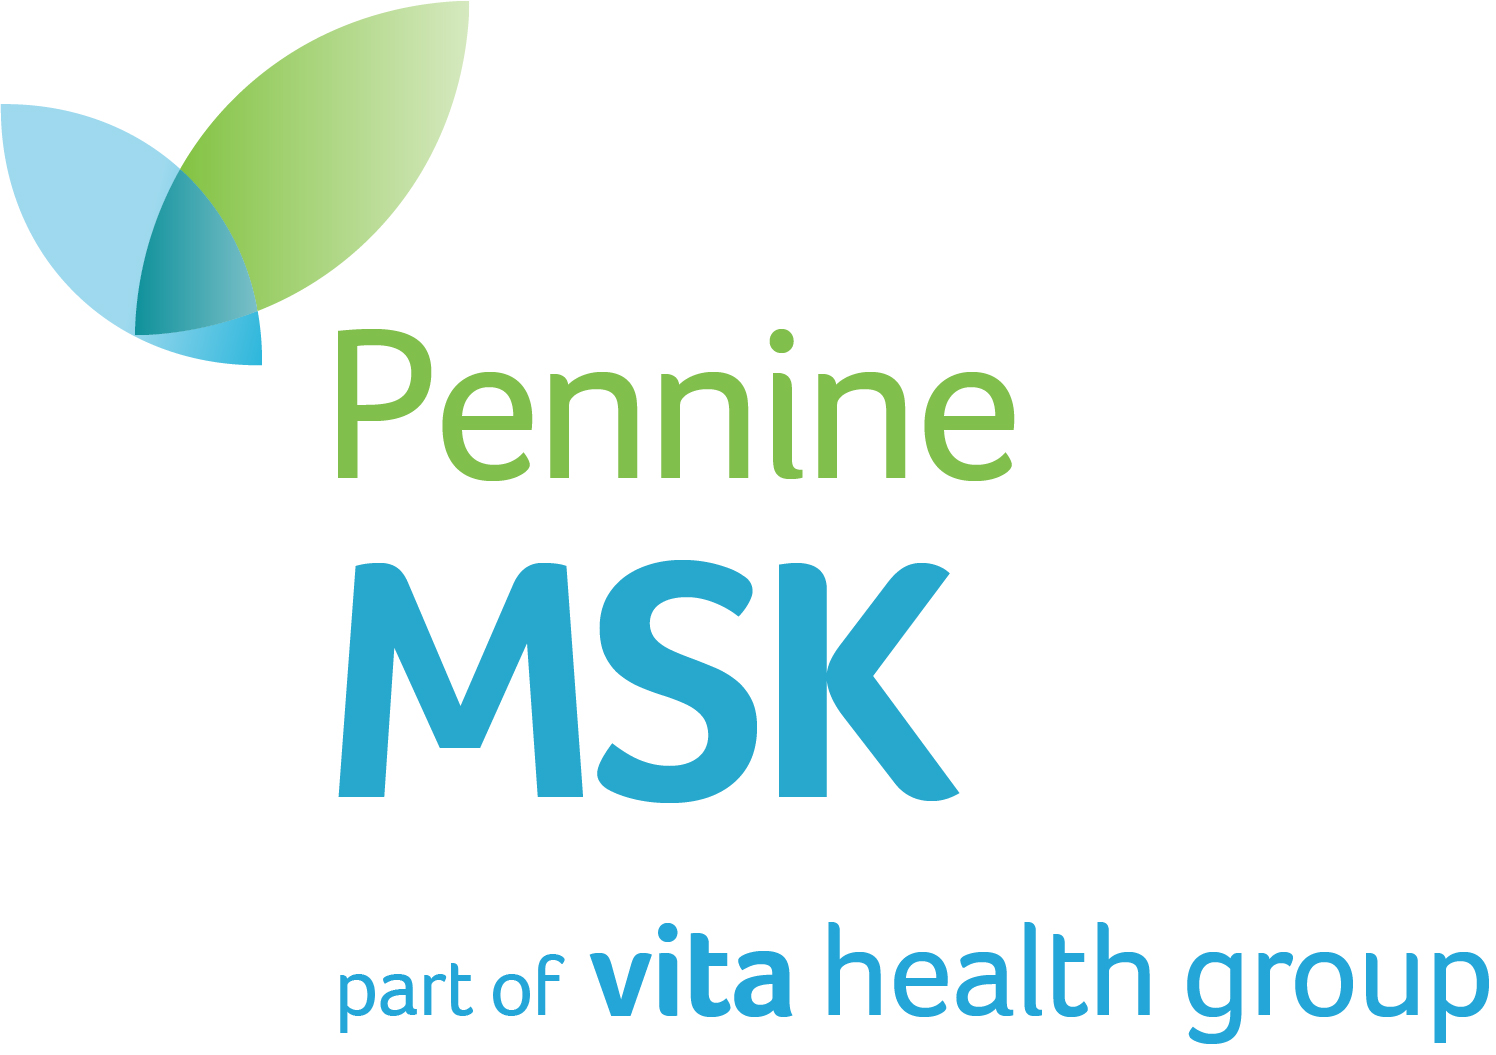 Pennine
MSK
part of vita health group